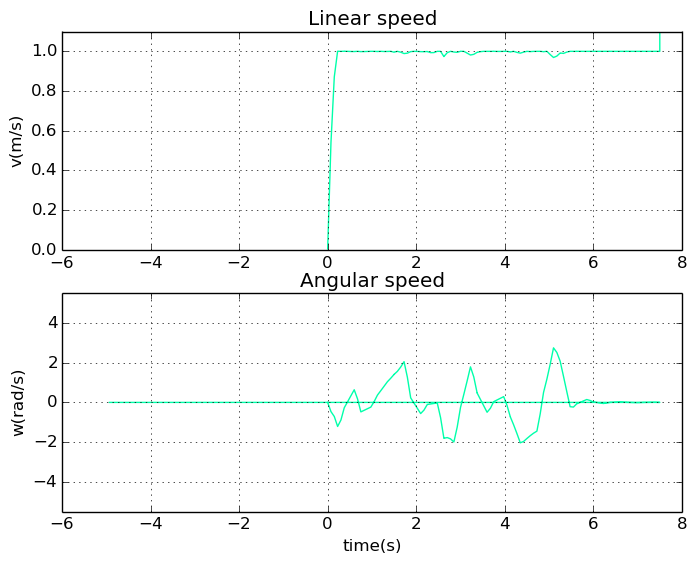 Linear speed
1.0
0.8
0.6
0.4
0.2
0.0
v(m/s)
−6 −4 −2 0 2 4 6 8
Angular speed
4
2
0
−2
−4
w(rad/s)
−6 −4 −2 0 2 4 6 8
time(s)